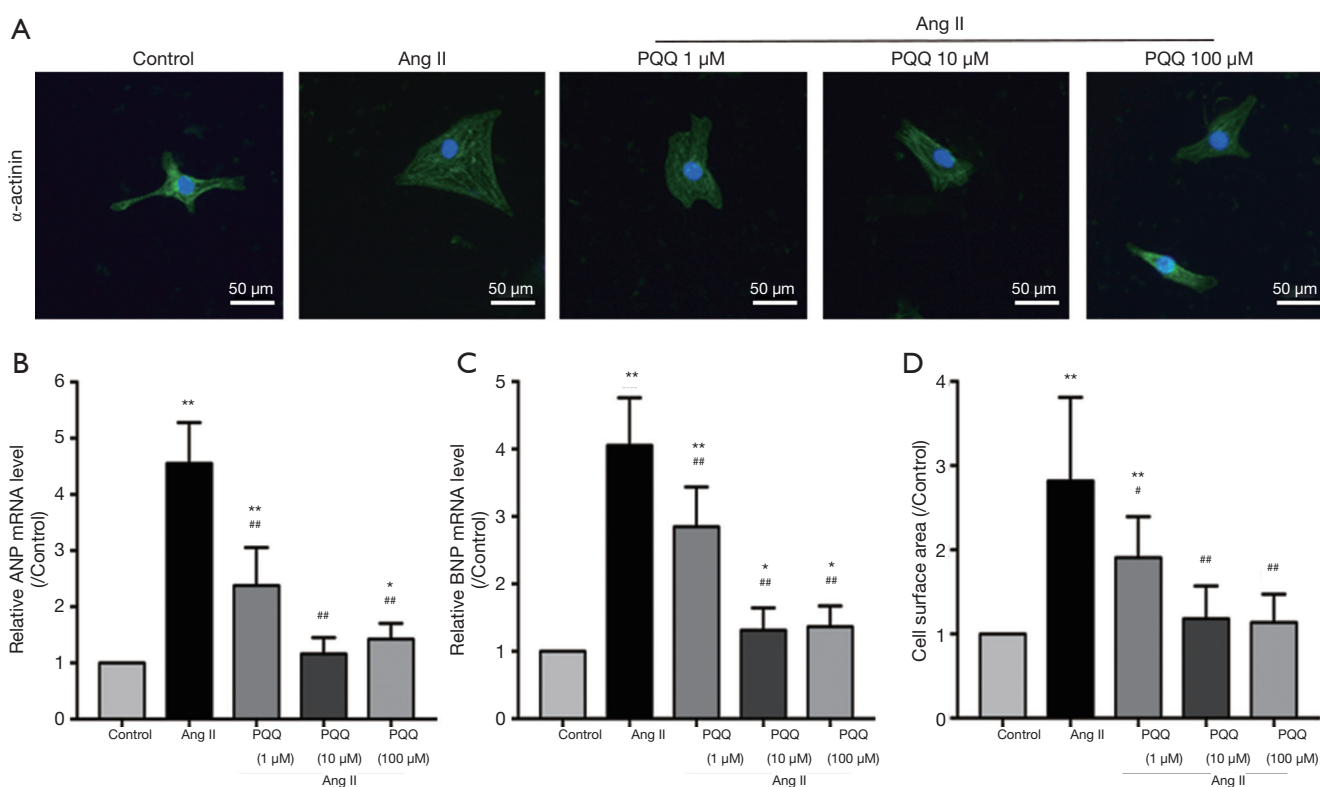 A
Ang II
Control
Ang II
PQQ 1 µM
PQQ 10 µM
PQQ 100 µM
α-actinin
50 µm
50 µm
50 µm
50 µm
50 µm
B
Relative ANP mRNA level
(/Control)
6
5
4
3
2
1
0
**
**
##
##
*
##
Control
Ang II
PQQ
(1 µM)
PQQ
(10 µM)
PQQ
(100 µM)
Ang II
C
Relative BNP mRNA level
(/Control)
5
4
3
2
1
0
**
**
##
*
##
*
##
Control
Ang II
PQQ
(1 µM)
PQQ
(10 µM)
PQQ
(100 µM)
Ang II
D
Cell surface area (/Control)
4
3
2
1
0
**
**
#
##
##
Control
Ang II
PQQ
(1 µM)
PQQ
(10 µM)
PQQ
(100 µM)
Ang II